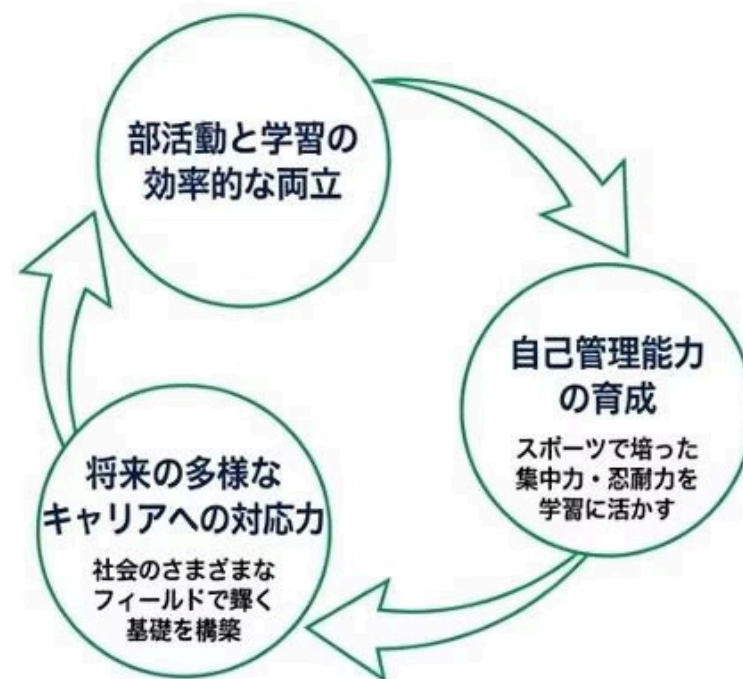 部活動と学習の
効率的な両立
自己管理能力
の育成
スポーツで培った
集中力・忍耐力を
学習に活かす
将来の多様な
キャリアへの対応力
社会のさまざまな
フィールドで輝く
基礎を構築